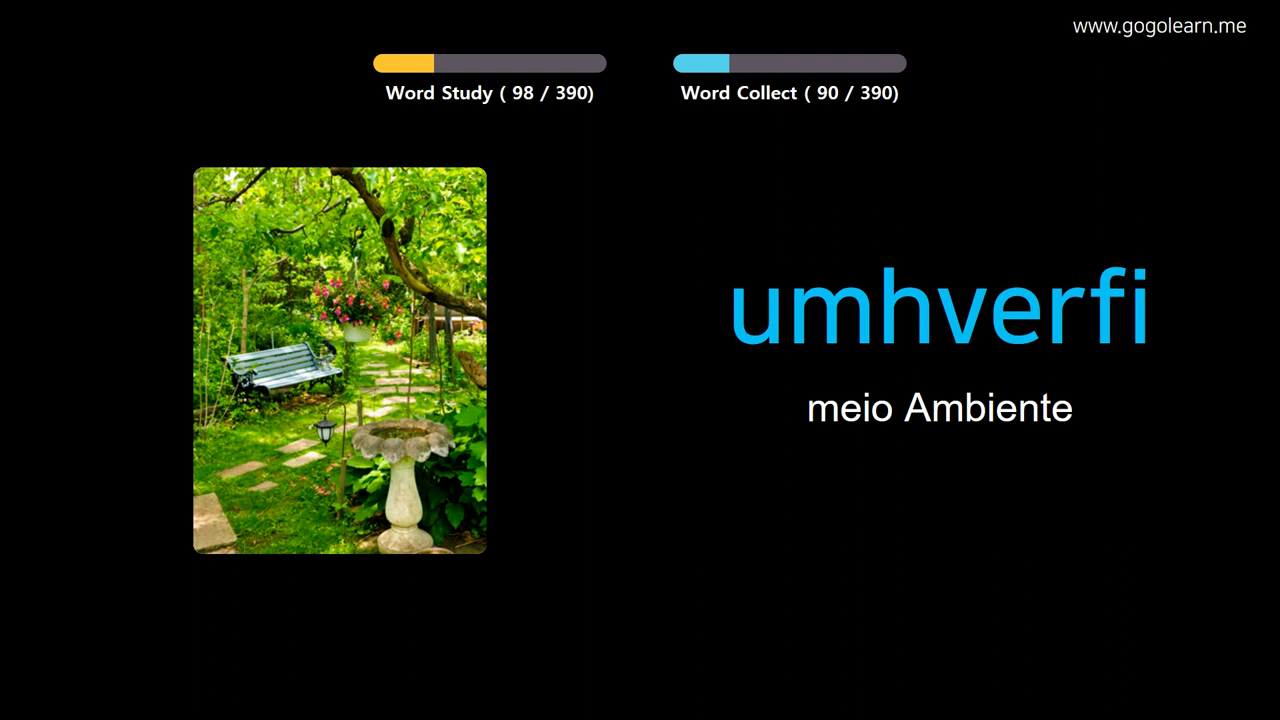 www.gogolearn.me
Word Study ( 98 / 390)
Word Collect ( 90 / 390)
umhverfi
meio Ambiente